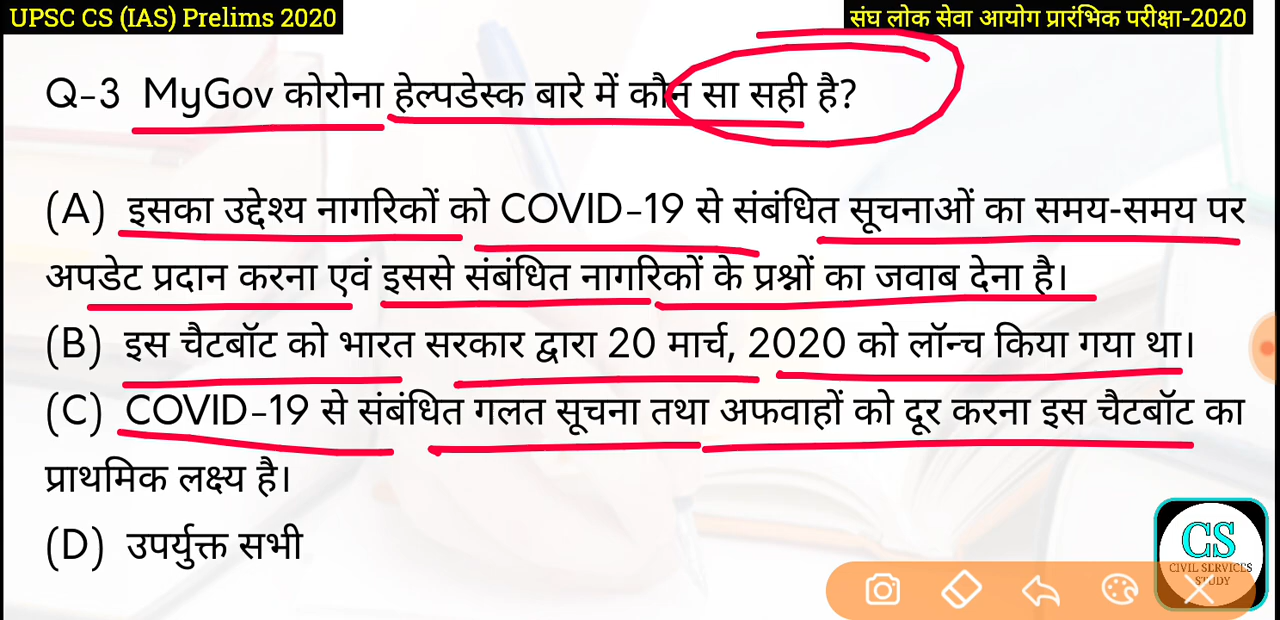 UPSC CS (IAS) Prelims 2020
संघ लोक सेवा आयोग प्रारंभिक परीक्षा-2020
Q-3 MyGov कोरोना हेल्पडेस्क बारे में कौन सा सही है?
(A) इसका उद्देश्य नागरिकों को COVID-19 से संबंधित सूचनाओं का समय-समय पर
अपडेट प्रदान करना एवं इससे संबंधित नागरिकों के प्रश्नों का जवाब देना है।
(B) इस चैटबॉट को भारत सरकार द्वारा 20 मार्च, 2020 को लॉन्च किया गया था।
(C) COVID-19 से संबंधित गलत सूचना तथा अफवाहों को दूर करना इस चैटबॉट का
प्राथमिक लक्ष्य है।
(D) उपर्युक्त सभी
CS
CIVIL SERVICES
STUDY